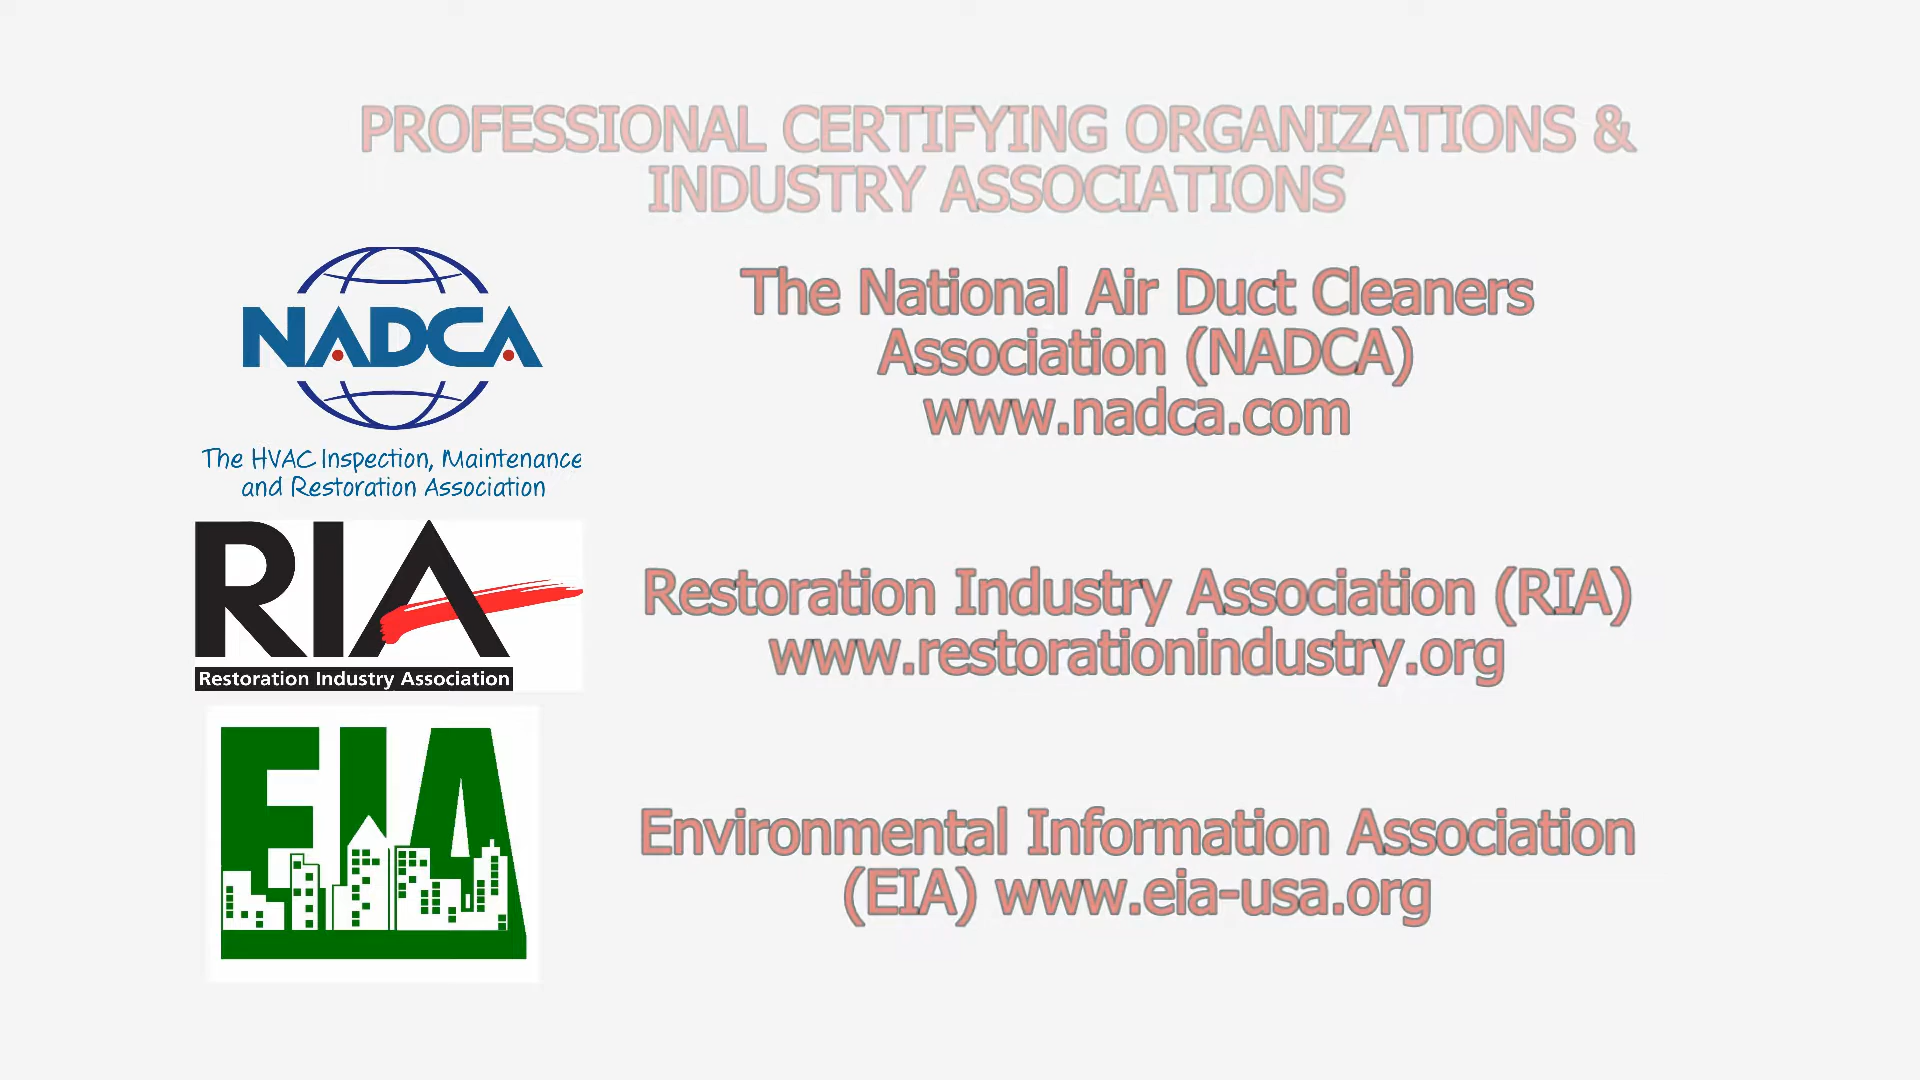 PROFESSIONAL CERTIFYING ORGANIZATIONS &
INDUSTRY ASSOCIATIONS
NADCA
The HVAC Inspection, Maintenance
and Restoration Association
The National Air Duct Cleaners
Association (NADCA)
www.nadca.com
RIA
Restoration Industry Association
Restoration Industry Association (RIA)
www.restorationindustry.org
EIA
Environmental Information Association
(EIA) www.eia-usa.org